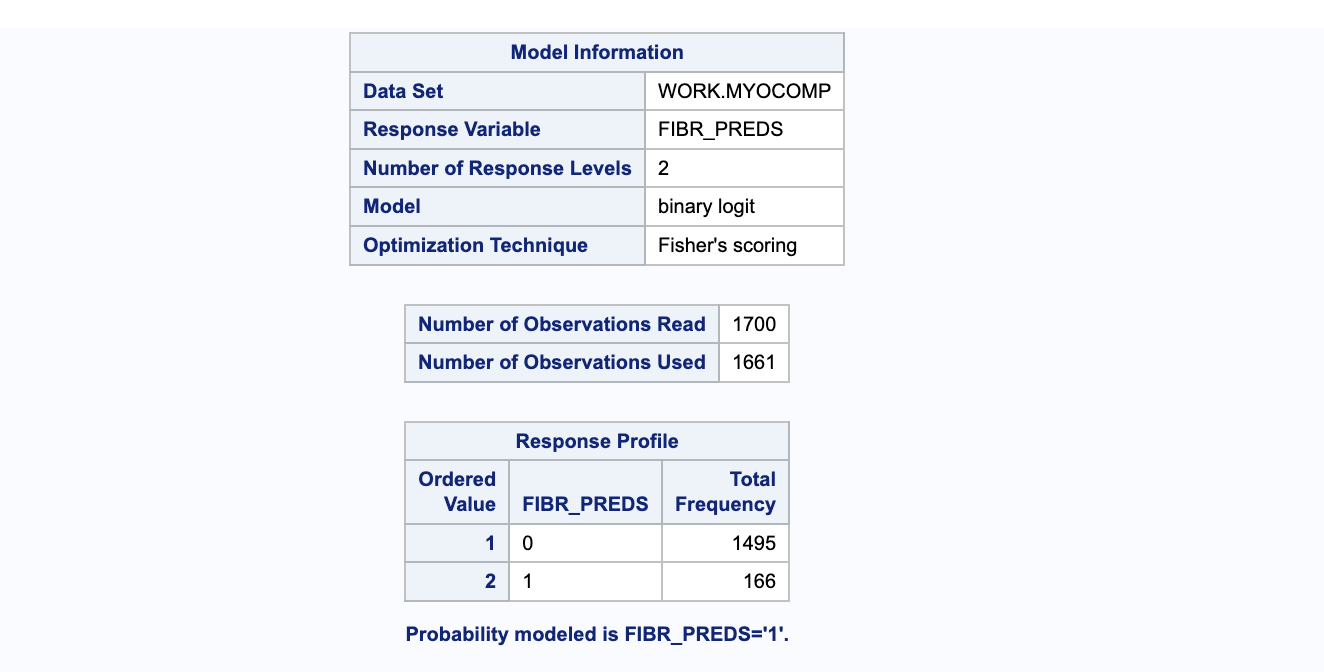 Model Information
Data Set WORK.MYOCOMP
Response Variable FIBR_PREDS
Number of Response Levels 2
Model binary logit
Optimization Technique Fisher's scoring
Number of Observations Read 1700
Number of Observations Used 1661
Response Profile
Ordered Total
Value FIBR_PREDS Frequency
1 0 1495
2 1 166
Probability modeled is FIBR_PREDS='1'.